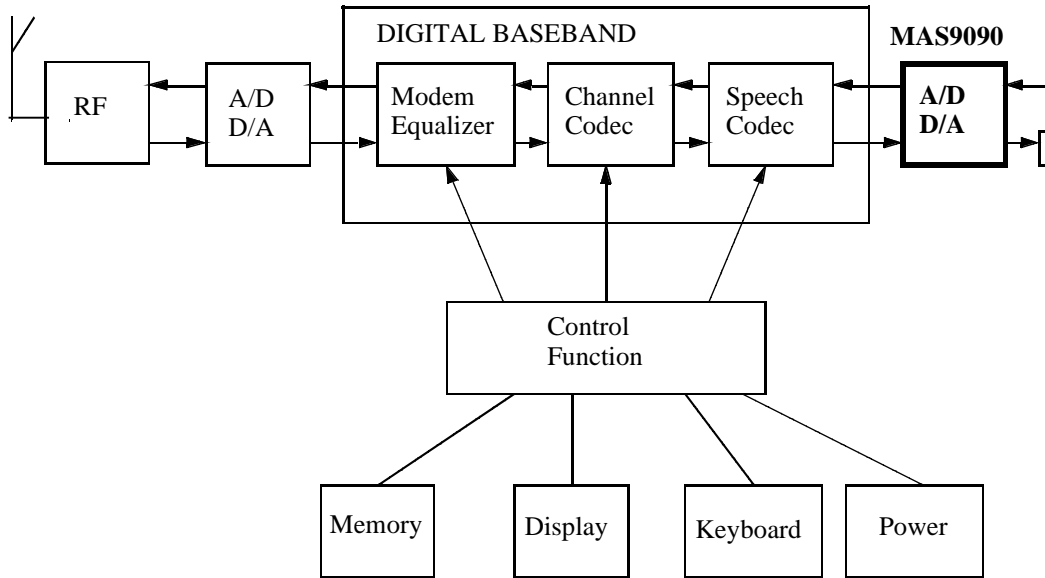 DIGITAL BASEBAND
MAS9090
RF
A/D
D/A
Modem
Equalizer
Channel
Codec
Speech
Codec
A/D
D/A
Control
Function
Memory
Display
Keyboard
Power